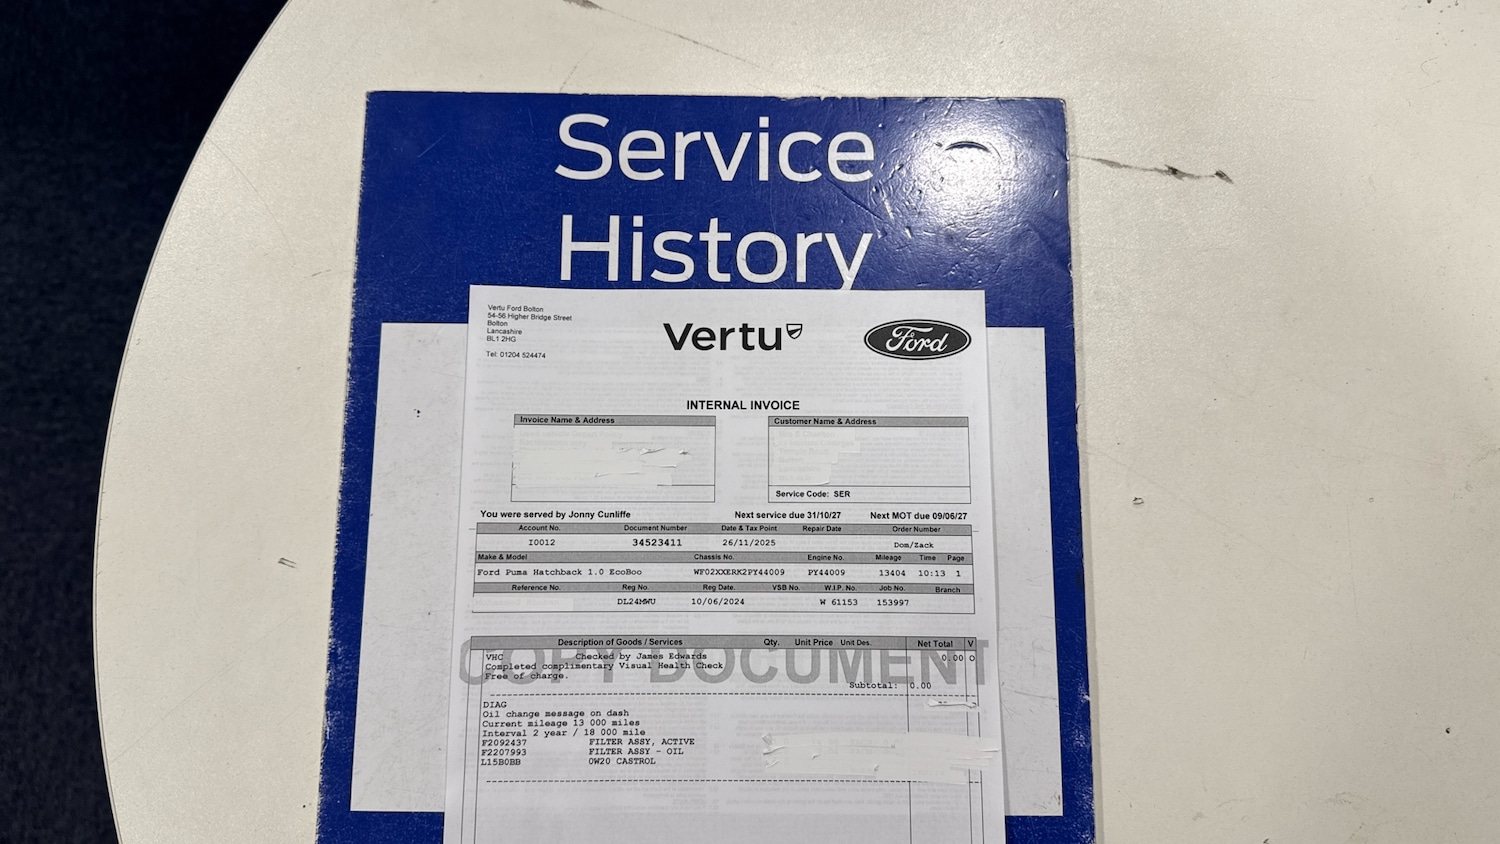 Service
History
Vertu Ford Bolton
54-56 Higher Bridge Street
Bolton
Lancashire
BL1 2HG
Tel: 01204 524474
Vertu
Ford
INTERNAL INVOICE
Invoice Name & Address
Customer Name & Address
Service Code: SER
You were served by Jonny Cunliffe Next service due 31/10/27 Next MOT due 09/06/27
Account No. Document Number Date & Tax Point Repair Date Order Number
I0012 34523411 26/11/2025 Dom/Zack
Make & Model Chassis No. Engine No. Mileage Time Page
Ford Puma Hatchback 1.0 EcoBoo WF02XXERK2PY44009 PY44009 13404 10:13 1
Reference No. Reg No. Reg Date. VSB No. W.I.P. No. Job No. Branch
DL24MWU 10/06/2024 W 61153 153997
Description of Goods / Services Qty. Unit Price Unit Des. Net Total V
COPY DOCUMENT
VHC Checked by James Edwards 0.00 O
Completed complimentary Visual Health Check
Free of charge.
Subtotal: 0.00
DIAG
Oil change message on dash
Current mileage 13 000 miles
Interval 2 year / 18 000 mile
F2092437 FILTER ASSY, ACTIVE
F2207993 FILTER ASSY - OIL
L15B0BB 0W20 CASTROL